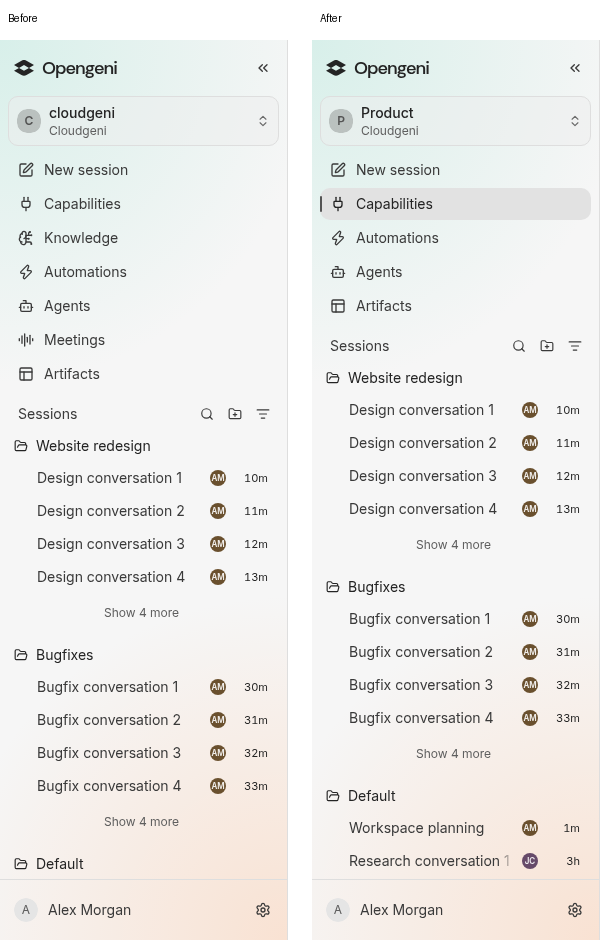 Before
Opengeni
C
cloudgeni
Cloudgeni
New session
Capabilities
Knowledge
Automations
Agents
Meetings
Artifacts
Sessions
Website redesign
Design conversation 1 AM 10m
Design conversation 2 AM 11m
Design conversation 3 AM 12m
Design conversation 4 AM 13m
Show 4 more
Bugfixes
Bugfix conversation 1 AM 30m
Bugfix conversation 2 AM 31m
Bugfix conversation 3 AM 32m
Bugfix conversation 4 AM 33m
Show 4 more
Default
A Alex Morgan
After
Opengeni
P
Product
Cloudgeni
New session
Capabilities
Automations
Agents
Artifacts
Sessions
Website redesign
Design conversation 1 AM 10m
Design conversation 2 AM 11m
Design conversation 3 AM 12m
Design conversation 4 AM 13m
Show 4 more
Bugfixes
Bugfix conversation 1 AM 30m
Bugfix conversation 2 AM 31m
Bugfix conversation 3 AM 32m
Bugfix conversation 4 AM 33m
Show 4 more
Default
Workspace planning AM 1m
Research conversation 1 JC 3h
A Alex Morgan